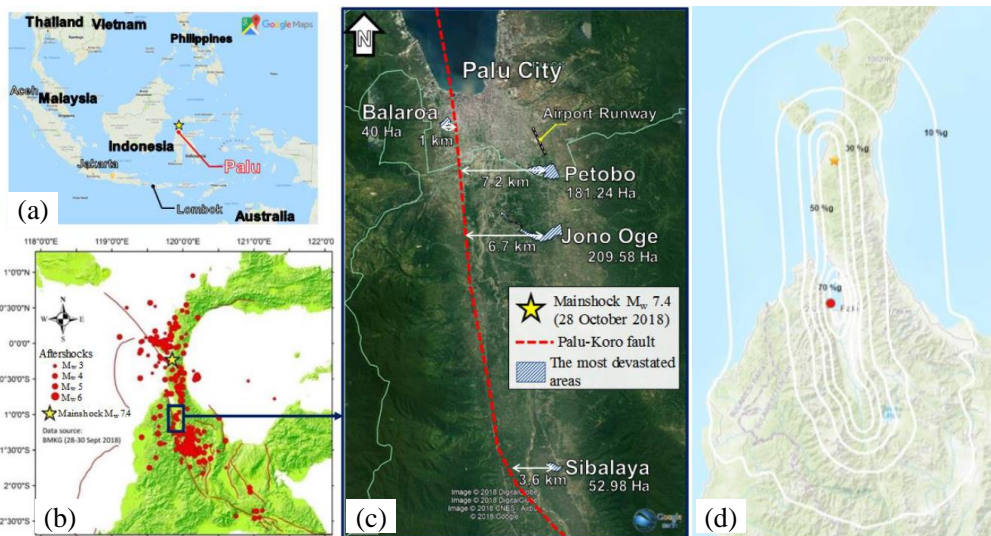 (a)
Thailand
Vietnam
Google Maps
Philippines
Aceh
Malaysia
Indonesia
Palu
Jakarta
Lombok
Australia
118°0'0"
119°0'0"
120°0'0"
121°0'0"
1°0'0"
0°30'0"
0°0'0"
0°30'0"
1°0'0"
1°30'0"
2°0'0"
2°30'0"
N
W
E
S
Aftershocks
Mw 3
Mw 4
Mw 5
Mw 6
Mainshock Mw 7.4
Data source:
BMKG (28-30 Sept 2018)
(b)
N
Palu City
Balaroa
40 Ha
1 km
Airport Runway
Petobo
7.2 km
181.24 Ha
Jono Oge
6.7 km
209.58 Ha
Mainshock Mw 7.4
(28 October 2018)
Palu-Koro fault
The most devastated
areas
Sibalaya
3.6 km
52.98 Ha
Image © 2018 DigitalGlobe
Image © 2018 DigitalGlobe
Image © 2018 CNES / Airbus
© 2018 Google
Google earth
(c)
10 %g
30 %g
50 %g
70 %g
(d)